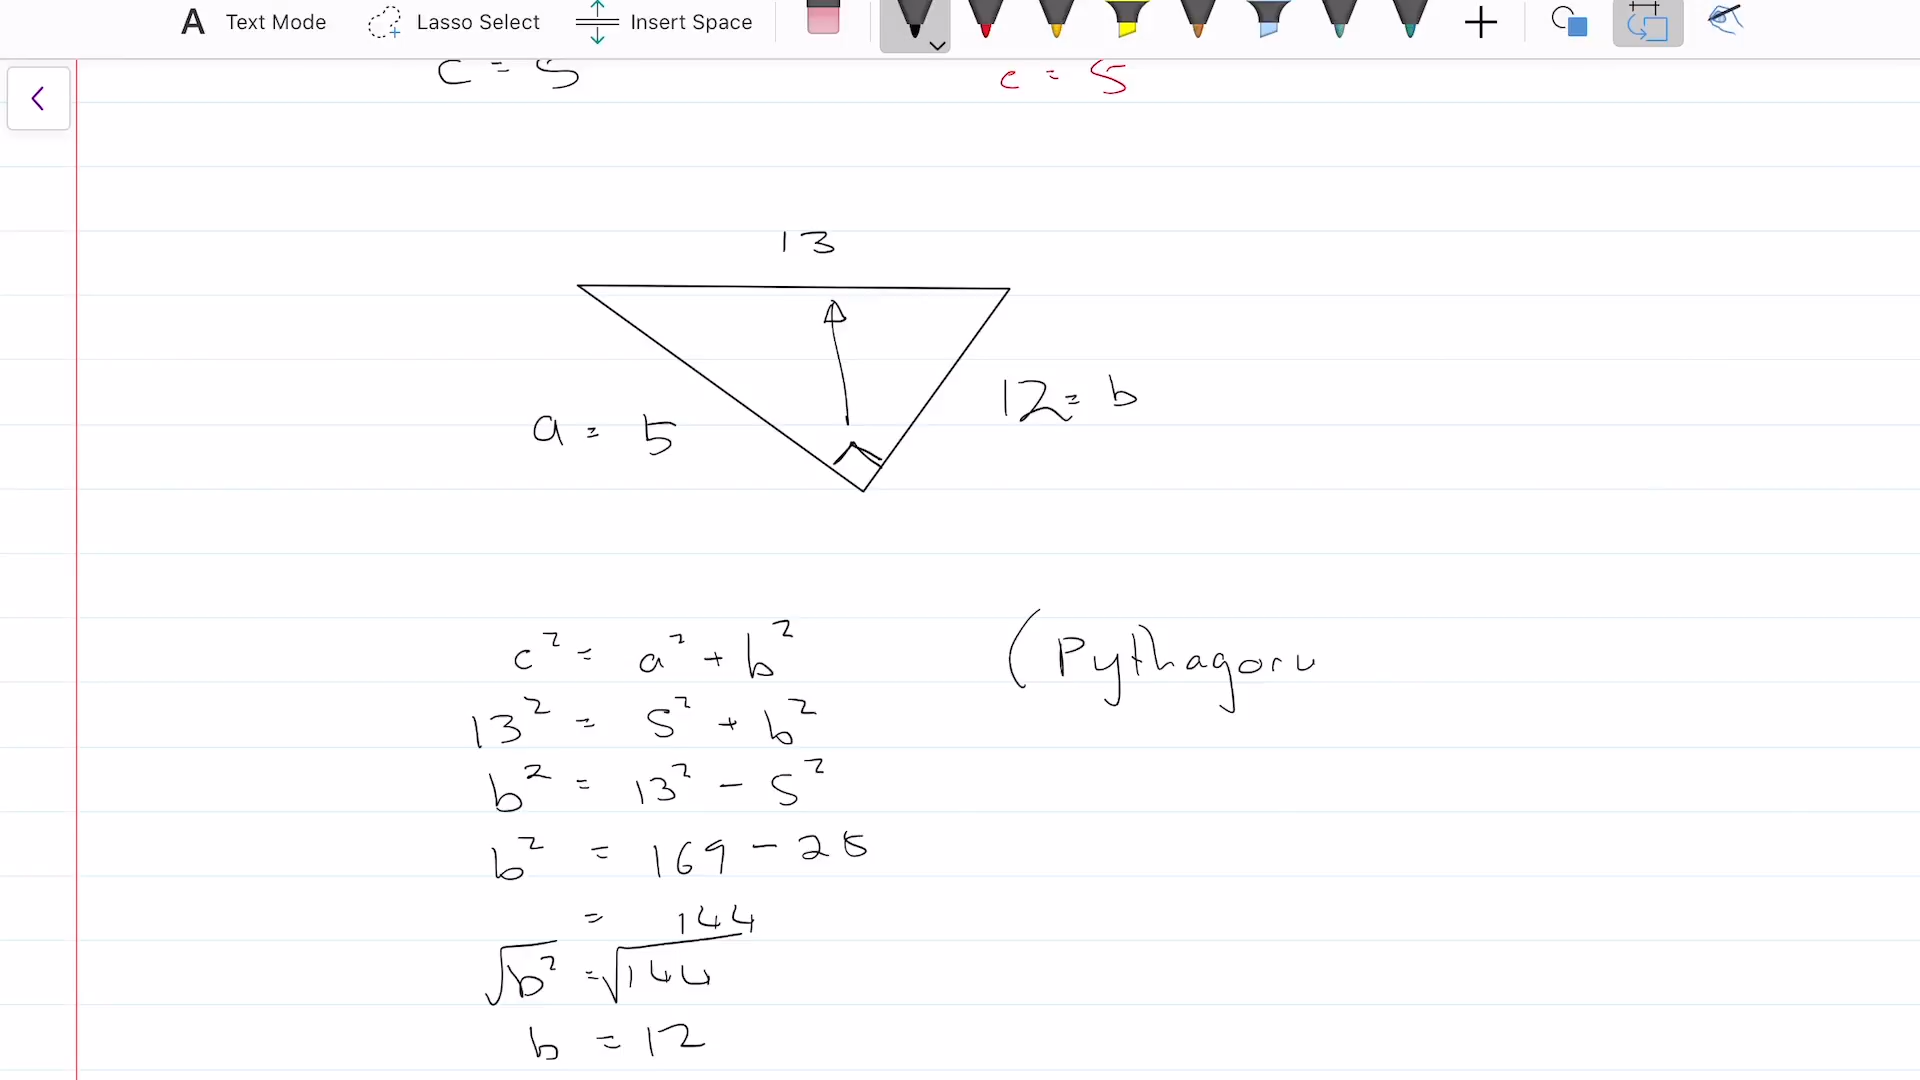 A Text Mode Lasso Select Insert Space
c = 5 c = 5
13
12 = b
a = 5
c² = a² + b² (Pythagoru
13² = 5² + b²
b² = 13² - 5²
b² = 169 - 25
= 144
√b² = √144
b = 12